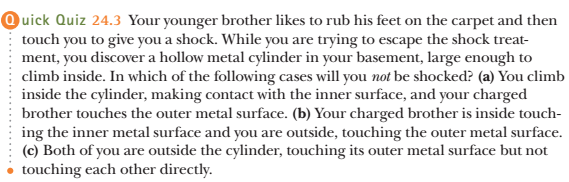 Quick Quiz 24.3 Your younger brother likes to rub his feet on the carpet and then
touch you to give you a shock. While you are trying to escape the shock treat-
ment, you discover a hollow metal cylinder in your basement, large enough to
climb inside. In which of the following cases will you not be shocked? (a) You climb
inside the cylinder, making contact with the inner surface, and your charged
brother touches the outer metal surface. (b) Your charged brother is inside touch-
ing the inner metal surface and you are outside, touching the outer metal surface.
(c) Both of you are outside the cylinder, touching its outer metal surface but not
touching each other directly.